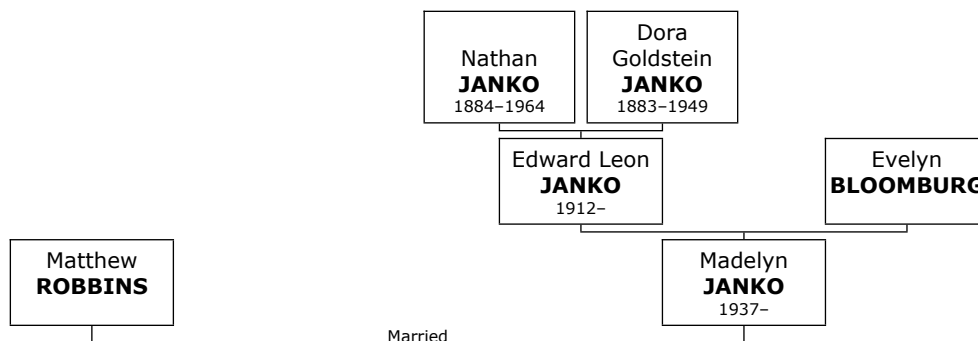 Nathan
JANKO
1884–1964
Dora
Goldstein
JANKO
1883–1949
Edward Leon
JANKO
1912–
Evelyn
BLOOMBURG
Matthew
ROBBINS
Madelyn
JANKO
1937–
Married